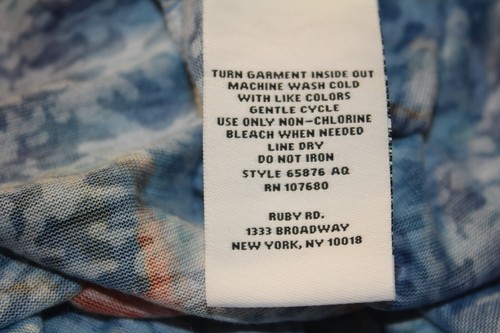 TURN GARMENT INSIDE OUT
MACHINE WASH COLD
WITH LIKE COLORS
GENTLE CYCLE
USE ONLY NON-CHLORINE
BLEACH WHEN NEEDED
LINE DRY
DO NOT IRON
STYLE 65876 AQ
RN 107680
RUBY RD.
1333 BROADWAY
NEW YORK, NY 10018